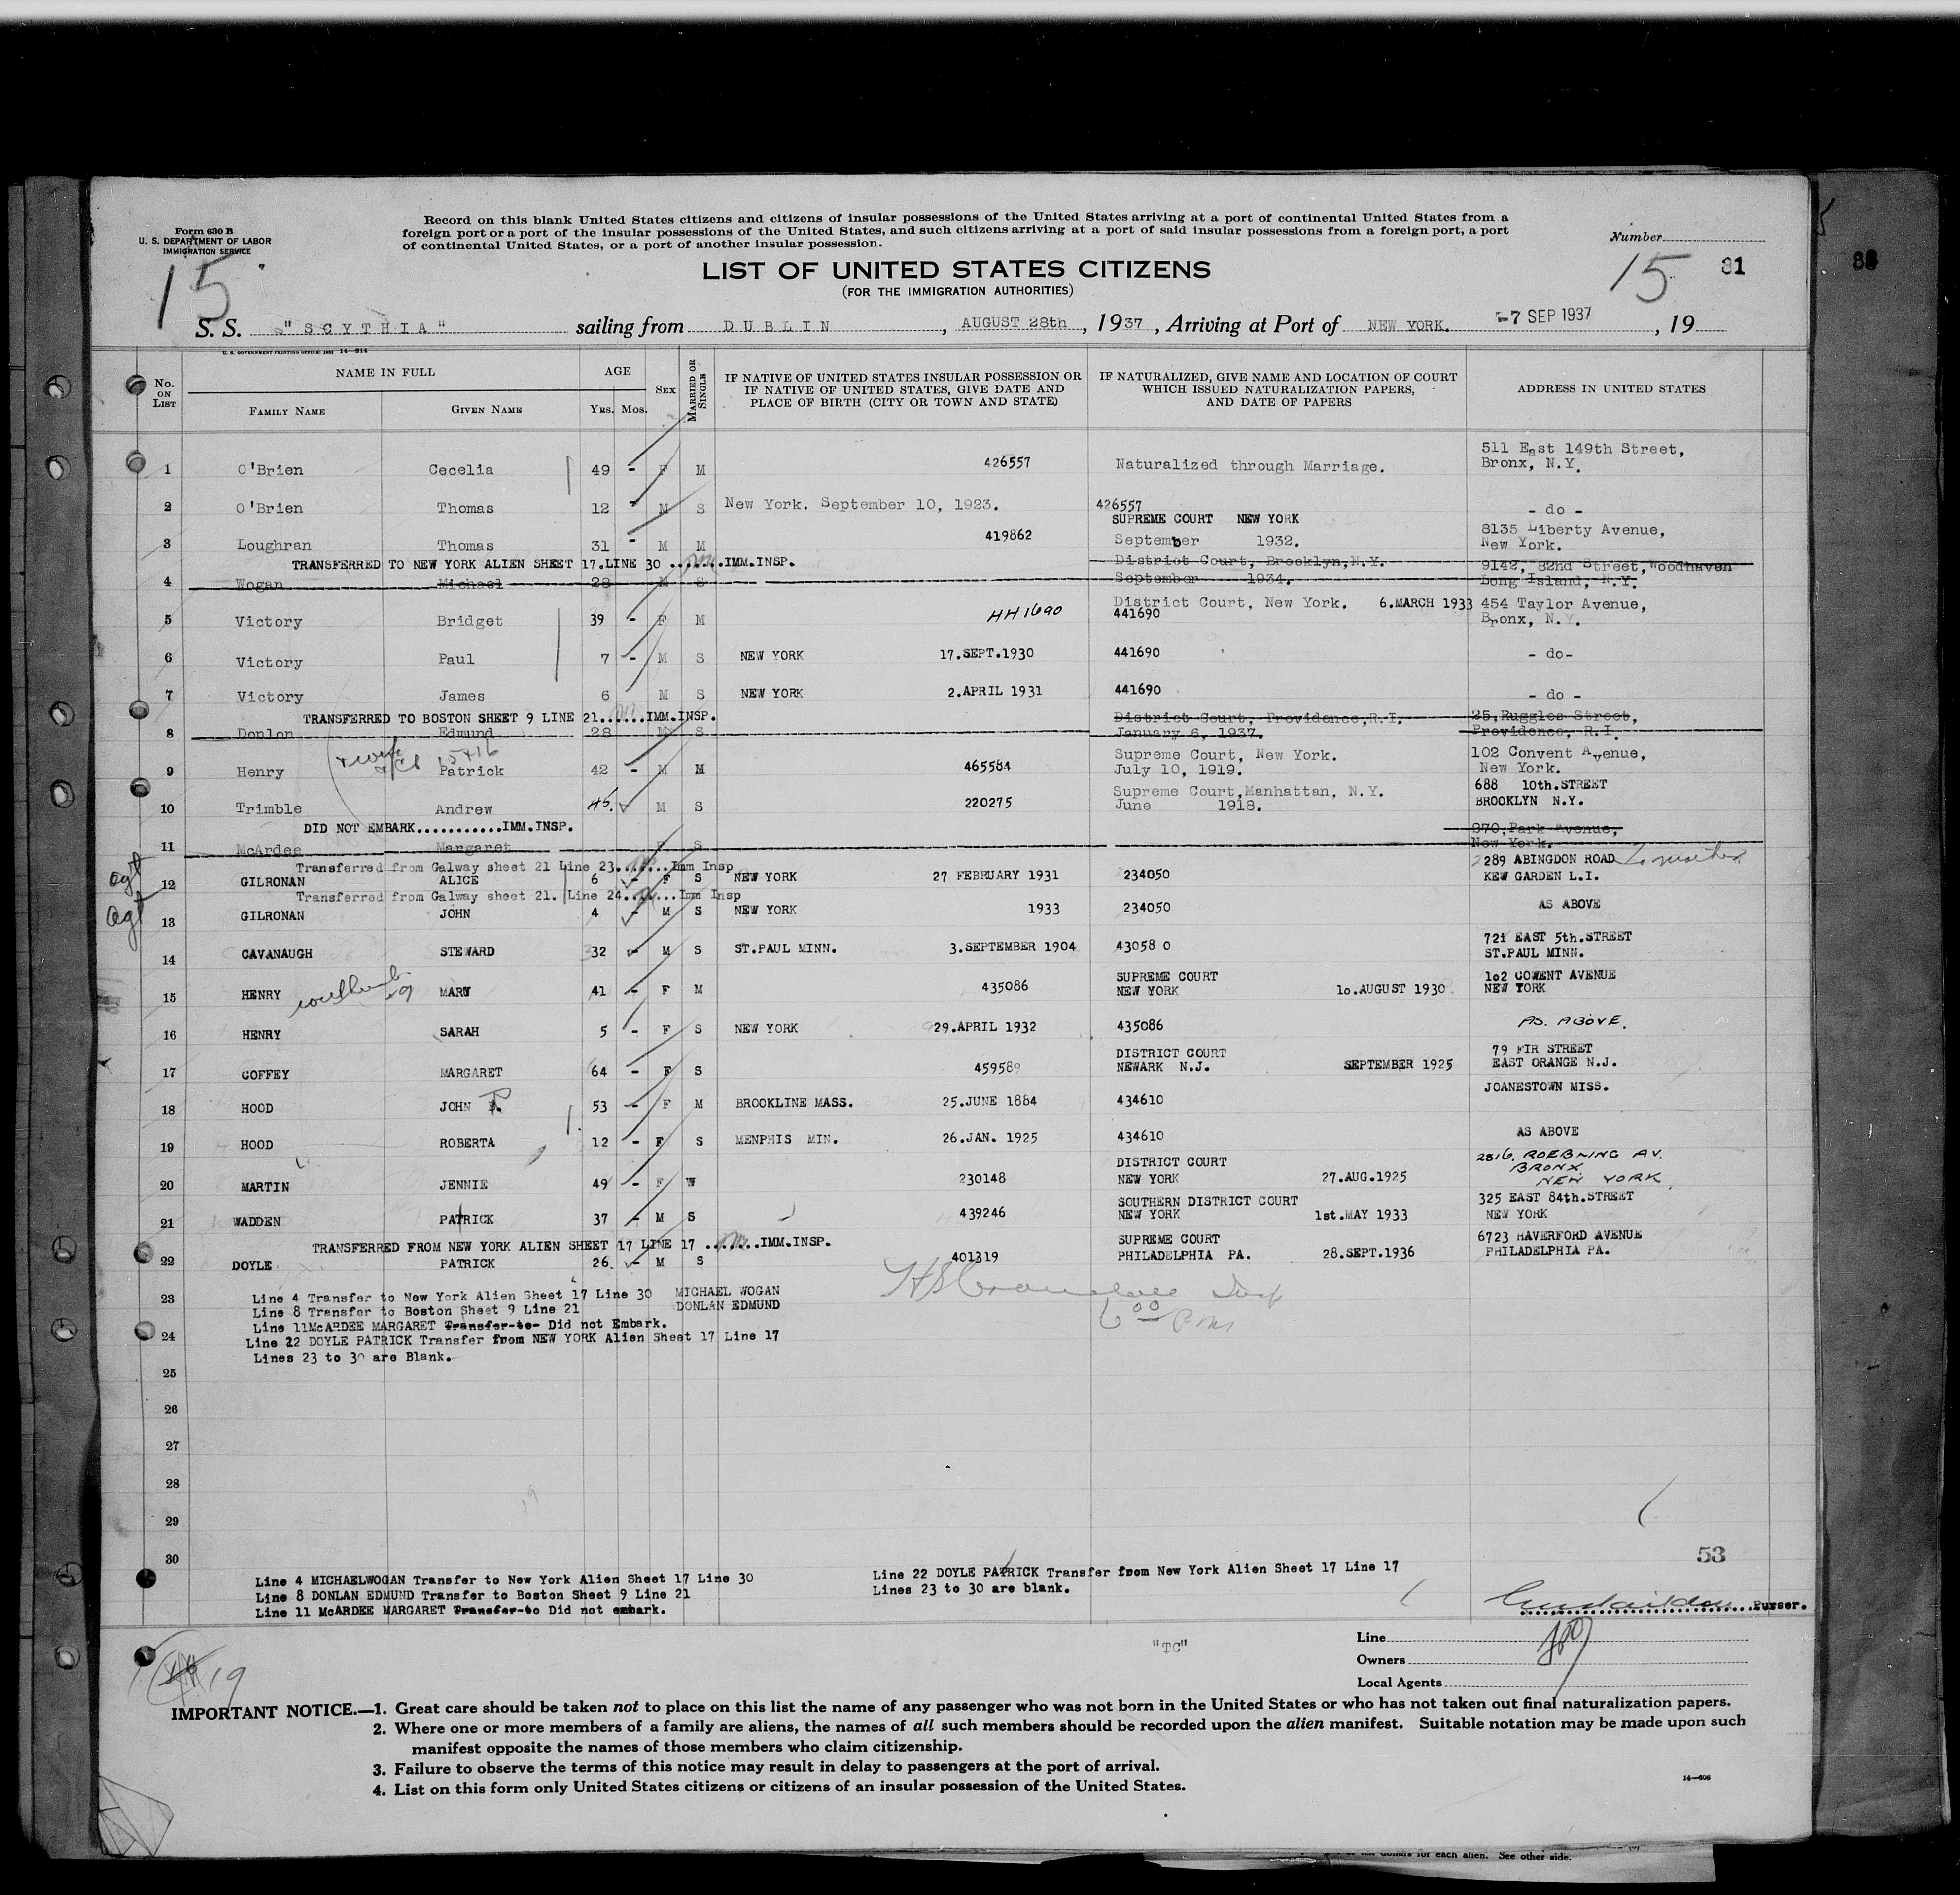 Form 630 B
U. S. DEPARTMENT OF LABOR
IMMIGRATION SERVICE
Record on this blank United States citizens and citizens of insular possessions of the United States arriving at a port of continental United States from a
foreign port or a port of the insular possessions of the United States, and such citizens arriving at a port of said insular possessions from a foreign port, a port
of continental United States, or a port of another insular possession.
Number
15
15
81
88
LIST OF UNITED STATES CITIZENS
(FOR THE IMMIGRATION AUTHORITIES)
S. S. "SCYTHIA" sailing from DUBLIN, AUGUST 28th, 1937, Arriving at Port of NEW YORK. -7 SEP 1937, 19
U. S. GOVERNMENT PRINTING OFFICE: 1931 14-214
No. ON LIST
NAME IN FULL
FAMILY NAME
GIVEN NAME
AGE
YRS. MOS.
SEX
MARRIED OR SINGLE
IF NATIVE OF UNITED STATES INSULAR POSSESSION OR
IF NATIVE OF UNITED STATES, GIVE DATE AND
PLACE OF BIRTH (CITY OR TOWN AND STATE)
IF NATURALIZED, GIVE NAME AND LOCATION OF COURT
WHICH ISSUED NATURALIZATION PAPERS,
AND DATE OF PAPERS
ADDRESS IN UNITED STATES
511 East 149th Street,
1 O'Brien Cecelia 49 - F M 426557 Naturalized through Marriage. Bronx, N.Y.
2 O'Brien Thomas 12 - M S New York. September 10, 1923. 426557 - do -
SUPREME COURT NEW YORK 8135 Liberty Avenue,
3 Loughran Thomas 31 - M M 419862 September 1932. New York.
TRANSFERRED TO NEW YORK ALIEN SHEET 17.LINE 30 .......IMM.INSP. District Court, Brooklyn,N.Y. 9142, 82nd Street,Woodhaven
4 Wogan Michael 28 M S September 1934. Long Island, N.Y.
District Court, New York. 6.MARCH 1933 454 Taylor Avenue,
5 Victory Bridget 39 - F M HH1690 441690 Bronx, N.Y.
6 Victory Paul 7 - M S NEW YORK 17.SEPT.1930 441690 - do-
7 Victory James 6 M S NEW YORK 2.APRIL 1931 441690 - do -
TRANSFERRED TO BOSTON SHEET 9 LINE 21......IMM.INSP. District Court, Providence,R.I. 25,Ruggles Street,
8 Donlon Edmund 28 M S January 6, 1937. Providence, R.I.
15+16
Supreme Court, New York. 102 Convent Avenue,
9 Henry Patrick 42 - M M 465584 July 10, 1919. New York.
Supreme Court,Manhattan, N.Y. 688 10th.STREET
10 Trimble Andrew 45. M S 220275 June 1918. BROOKLYN N.Y.
DID NOT EMBARK...........IMM.INSP. 970,Park Avenue,
11 McArdee Margaret F S New York.
Transferred from Galway sheet 21 Line 23.......Imm Insp 289 ABINGDON ROAD
agt 12 GILRONAN ALICE 6 - F S NEW YORK 27 FEBRUARY 1931 234050 KEW GARDEN L.I.
Transferred from Galway sheet 21. Line 24.......Imm Insp
agt 13 GILRONAN JOHN 4 - M S NEW YORK 1933 234050 AS ABOVE
721 EAST 5th.STREET
14 CAVANAUGH STEWARD 32 - M S ST.PAUL MINN. 3.SEPTEMBER 1904 43058 0 ST.PAUL MINN.
SUPREME COURT 1o2 COWENT AVENUE
15 HENRY MARY 41 - F M 435086 NEW YORK 1o.AUGUST 1930 NEW YORK
16 HENRY SARAH 5 - F S NEW YORK 29.APRIL 1932 435086 AS. ABOVE.
DISTRICT COURT 79 FIR STREET
17 COFFEY MARGARET 64 - F S 459589 NEWARK N.J. SEPTEMBER 1925 EAST ORANGE N.J.
JOANESTOWN MISS.
18 HOOD JOHN 53 - F M BROOKLINE MASS. 25.JUNE 1884 434610
19 HOOD ROBERTA 12 - F S MENPHIS MIN. 26.JAN. 1925 434610 AS ABOVE
DISTRICT COURT 2816, ROEBLING AV.
BRONX
20 MARTIN JENNIE 49 - F W 230148 NEW YORK 27.AUG.1925 NEW YORK
SOUTHERN DISTRICT COURT 325 EAST 84th.STREET
21 WADDEN PATRICK 37 - M S 439246 NEW YORK 1st.MAY 1933 NEW YORK
TRANSFERRED FROM NEW YORK ALIEN SHEET 17 LINE 17 .......IMM.INSP. SUPREME COURT 6723 HAVERFORD AVENUE
22 DOYLE PATRICK 26 - M S 401319 PHILADELPHIA PA. 28.SEPT.1936 PHILADELPHIA PA.
23 Line 4 Transfer to New York Alien Sheet 17 Line 30 MICHAEL WOGAN
Line 8 Transfer to Boston Sheet 9 Line 21 DONLAN EDMUND
Line 11McARDEE MARGARET Transfer to- Did not Embark.
24 Line 22 DOYLE PATRICK Transfer from NEW YORK Alien Sheet 17 Line 17
Lines 23 to 30 are Blank.
6 00 Pm
25
26
27
28
29
30
53
Line 4 MICHAELWOGAN Transfer to New York Alien Sheet 17 Line 30
Line 8 DONLAN EDMUND Transfer to Boston Sheet 9 Line 21
Line 11 McARDEE MARGARET Transfer-to Did not embark.
Line 22 DOYLE PATRICK Transfer from New York Alien Sheet 17 Line 17
Lines 23 to 30 are blank.
Purser.
"TC"
Line
Owners
Local Agents
19
IMPORTANT NOTICE.—1. Great care should be taken not to place on this list the name of any passenger who was not born in the United States or who has not taken out final naturalization papers.
2. Where one or more members of a family are aliens, the names of all such members should be recorded upon the alien manifest. Suitable notation may be made upon such
manifest opposite the names of those members who claim citizenship.
3. Failure to observe the terms of this notice may result in delay to passengers at the port of arrival.
4. List on this form only United States citizens or citizens of an insular possession of the United States.
14—606
for each alien. See other side.